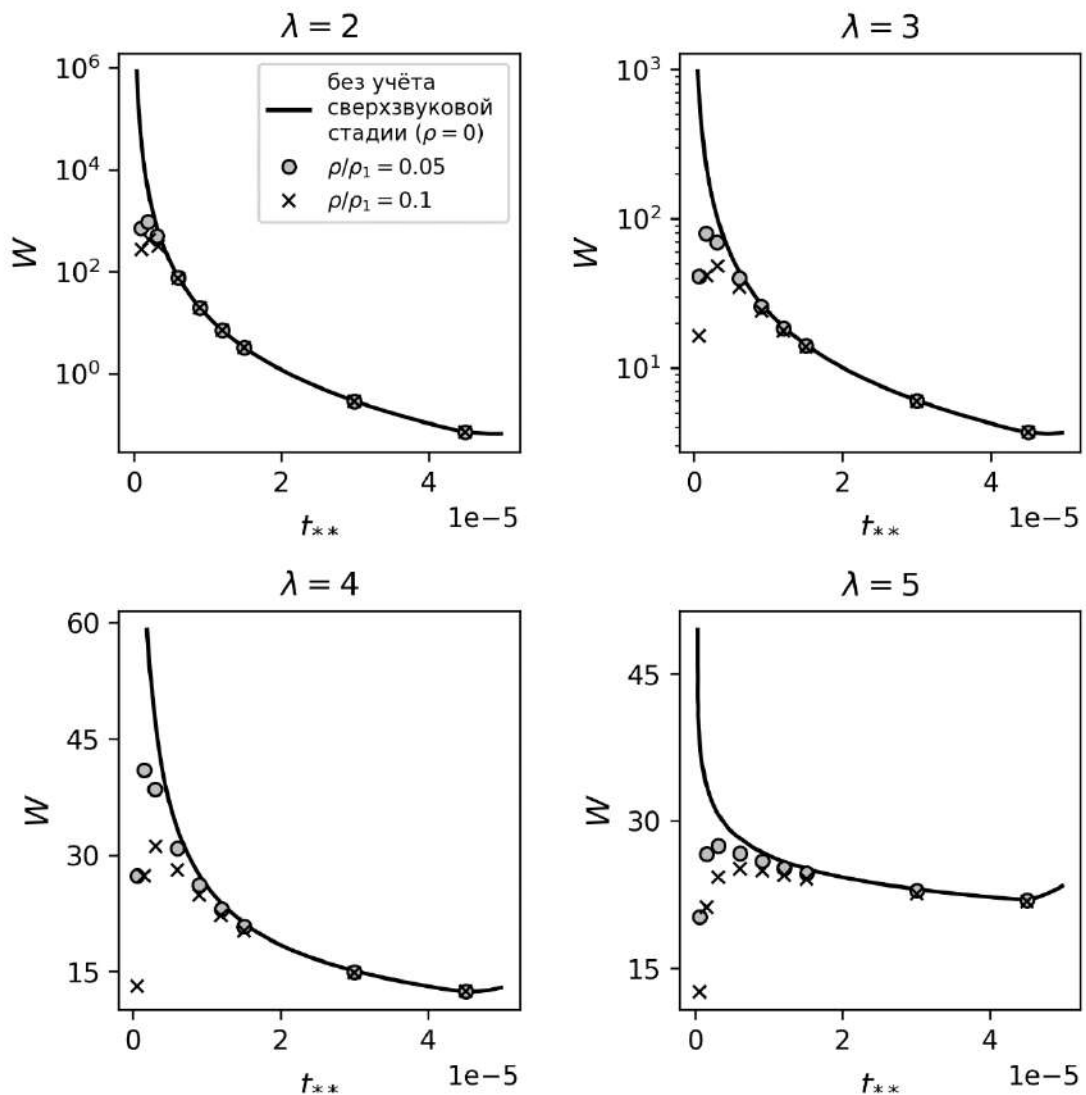 λ = 2
10⁶
10⁴
10²
10⁰
W
без учёта
сверхзвуковой
стадии (ρ = 0)
ρ/ρ₁ = 0.05
ρ/ρ₁ = 0.1
0 2 4
1e−5
t**
λ = 3
10³
10²
10¹
W
0 2 4
1e−5
t**
λ = 4
60
45
30
15
W
0 2 4
1e−5
t**
λ = 5
45
30
15
W
0 2 4
1e−5
t**